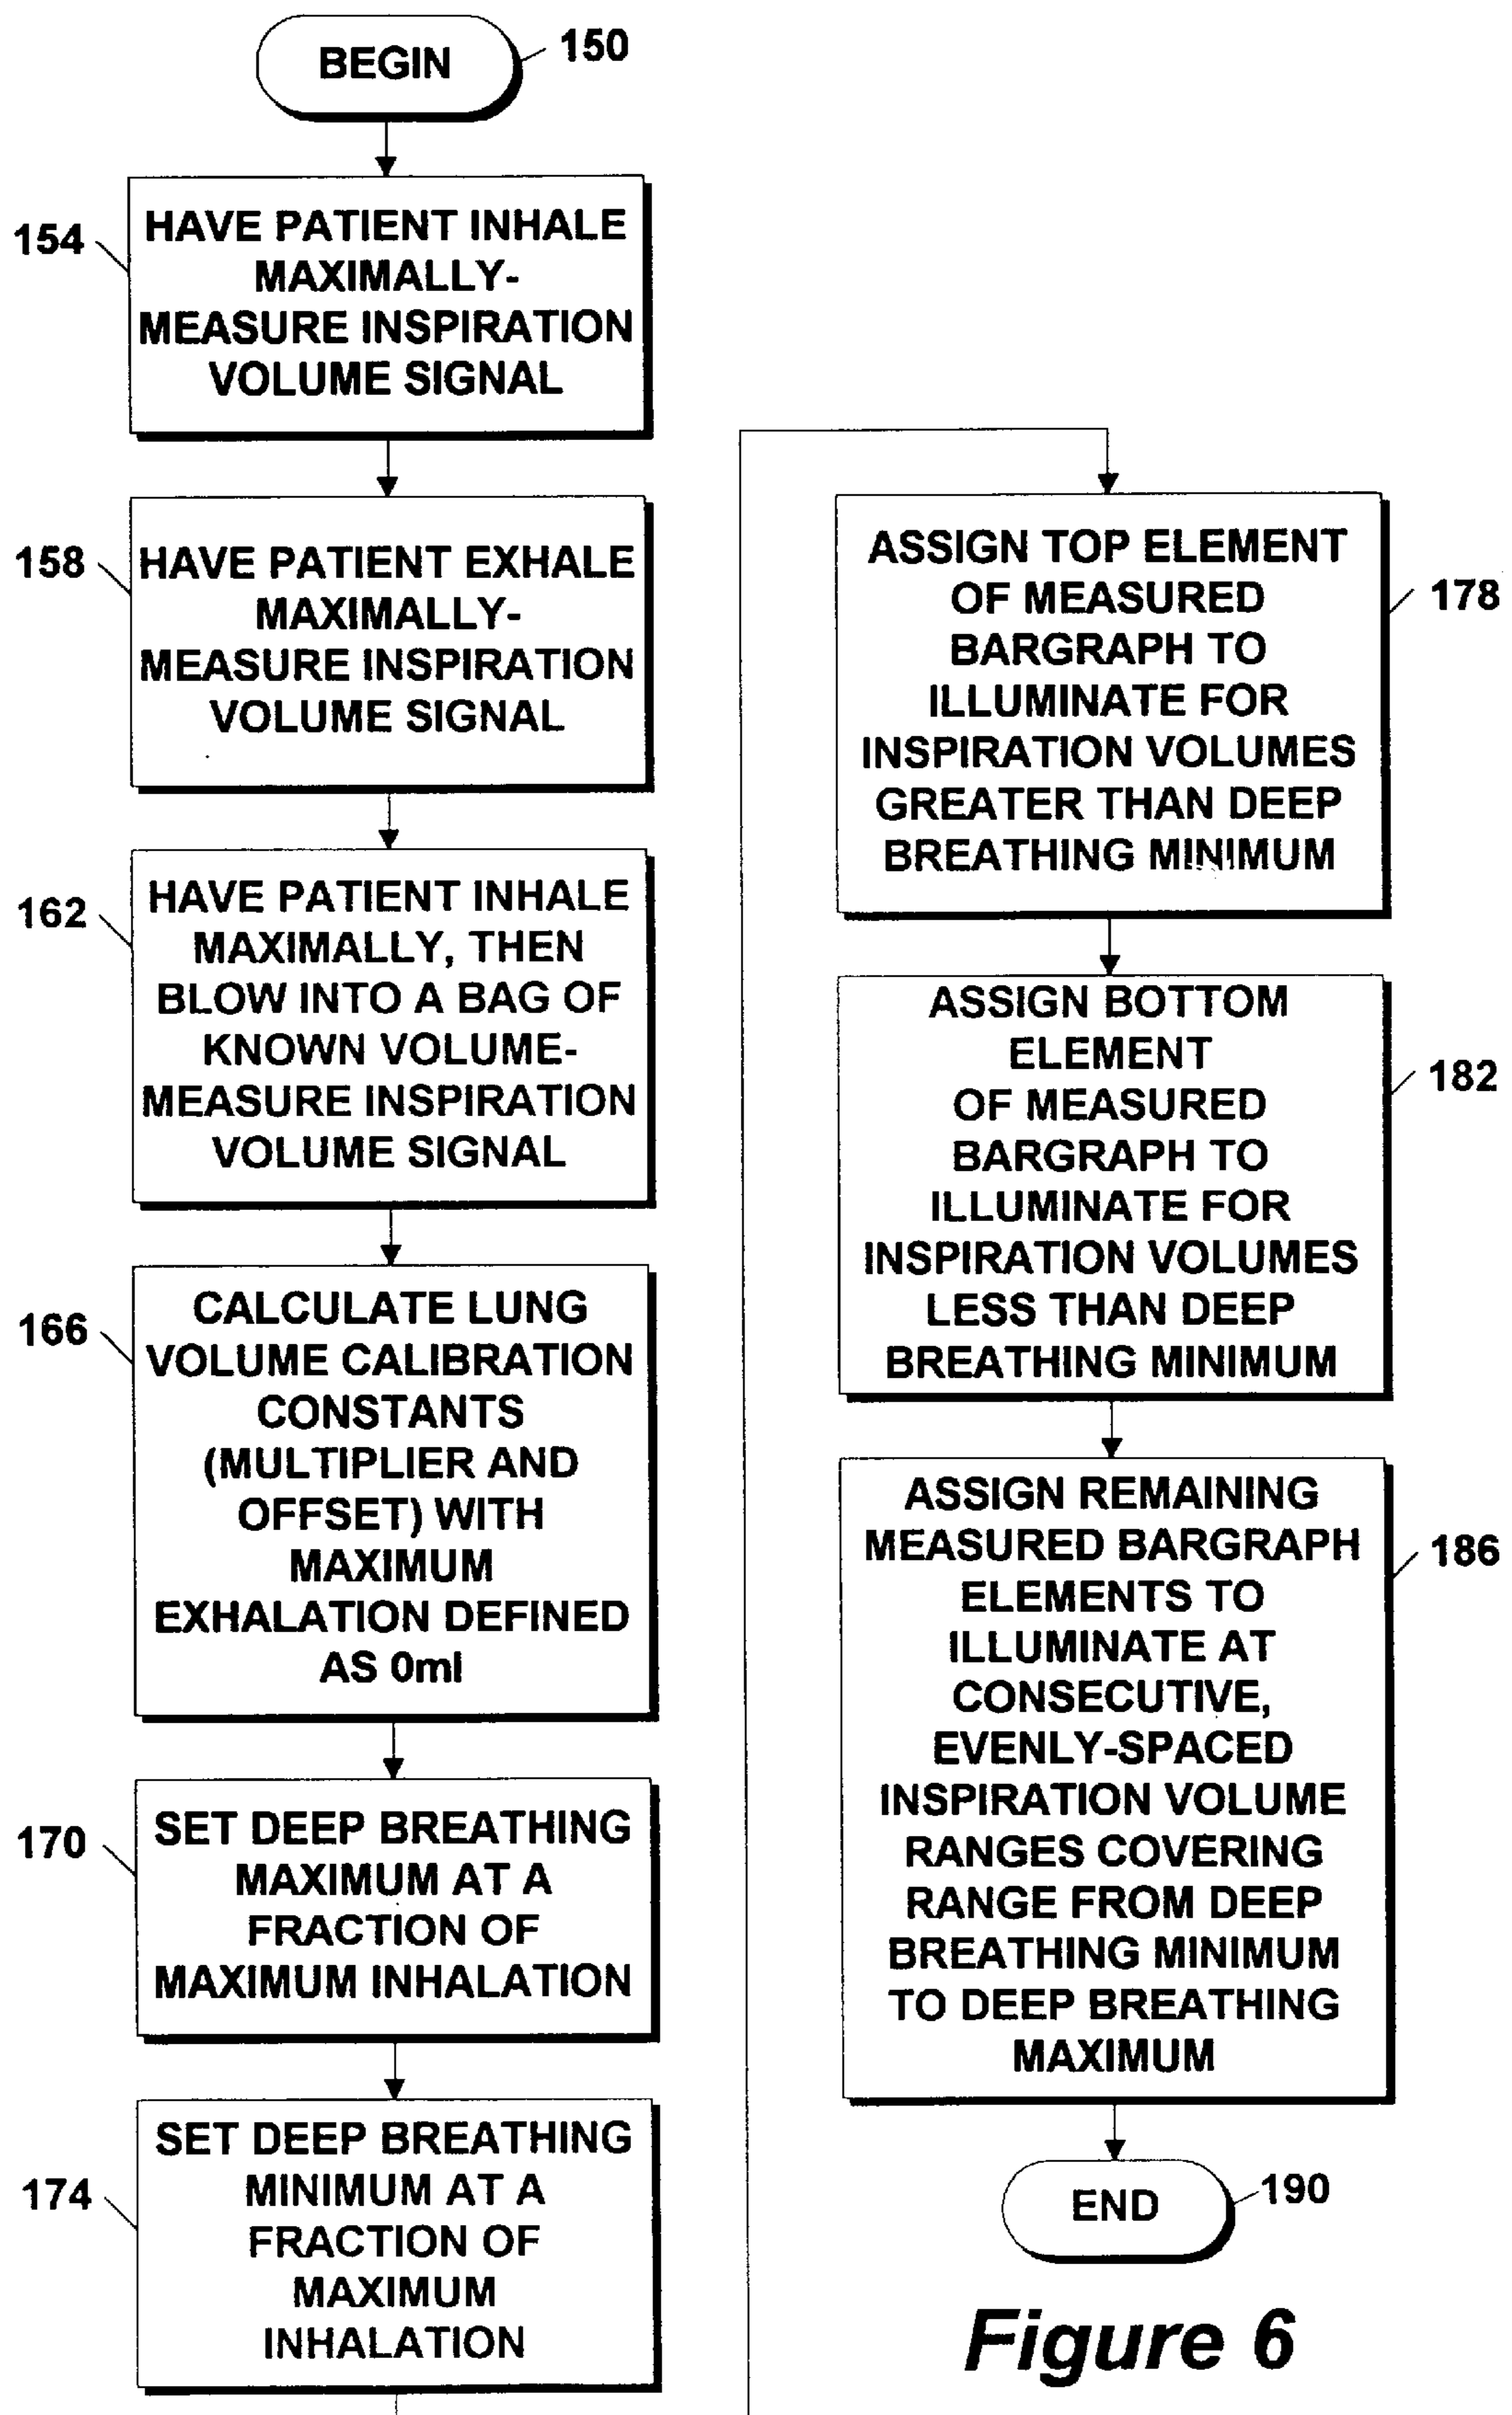 BEGIN
150
154
HAVE PATIENT INHALE
MAXIMALLY-
MEASURE INSPIRATION
VOLUME SIGNAL
158
HAVE PATIENT EXHALE
MAXIMALLY-
MEASURE INSPIRATION
VOLUME SIGNAL
162
HAVE PATIENT INHALE
MAXIMALLY, THEN
BLOW INTO A BAG OF
KNOWN VOLUME-
MEASURE INSPIRATION
VOLUME SIGNAL
166
CALCULATE LUNG
VOLUME CALIBRATION
CONSTANTS
(MULTIPLIER AND
OFFSET) WITH
MAXIMUM
EXHALATION DEFINED
AS 0ml
170
SET DEEP BREATHING
MAXIMUM AT A
FRACTION OF
MAXIMUM INHALATION
174
SET DEEP BREATHING
MINIMUM AT A
FRACTION OF
MAXIMUM
INHALATION
ASSIGN TOP ELEMENT
OF MEASURED
BARGRAPH TO
ILLUMINATE FOR
INSPIRATION VOLUMES
GREATER THAN DEEP
BREATHING MINIMUM
178
ASSIGN BOTTOM
ELEMENT
OF MEASURED
BARGRAPH TO
ILLUMINATE FOR
INSPIRATION VOLUMES
LESS THAN DEEP
BREATHING MINIMUM
182
ASSIGN REMAINING
MEASURED BARGRAPH
ELEMENTS TO
ILLUMINATE AT
CONSECUTIVE,
EVENLY-SPACED
INSPIRATION VOLUME
RANGES COVERING
RANGE FROM DEEP
BREATHING MINIMUM
TO DEEP BREATHING
MAXIMUM
186
END
190
Figure 6